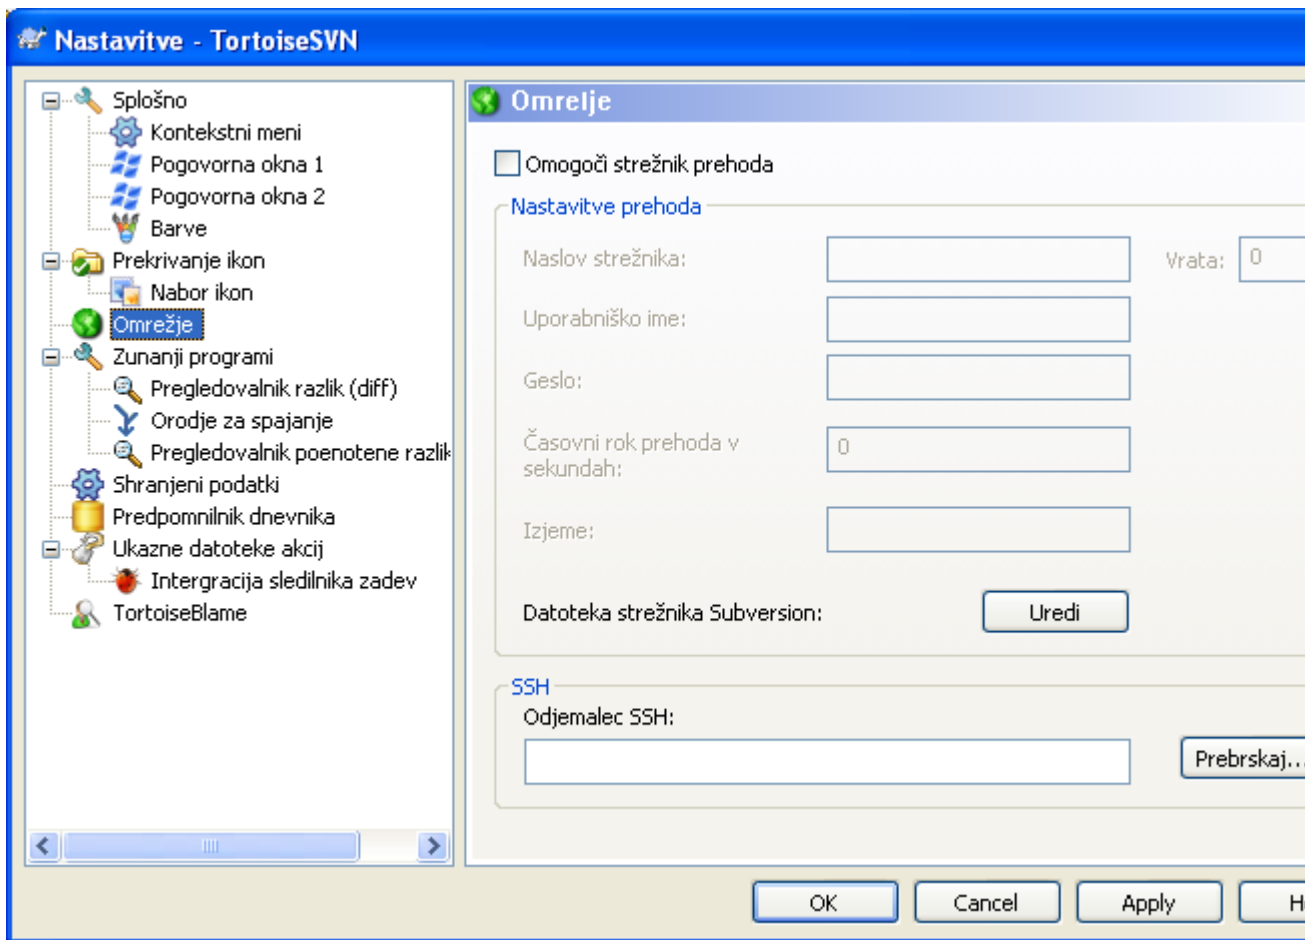 Nastavitve - TortoiseSVN
Splošno
Kontekstni meni
Pogovorna okna 1
Pogovorna okna 2
Barve
Prekrivanje ikon
Nabor ikon
Omrežje
Zunanji programi
Pregledovalnik razlik (diff)
Orodje za spajanje
Pregledovalnik poenotene razlik
Shranjeni podatki
Predpomnilnik dnevnika
Ukazne datoteke akcij
Intergracija sledilnika zadev
TortoiseBlame
Omrelje
Omogoči strežnik prehoda
Nastavitve prehoda
Naslov strežnika:
Vrata: 0
Uporabniško ime:
Geslo:
Časovni rok prehoda v
sekundah:
0
Izjeme:
Datoteka strežnika Subversion: Uredi
SSH
Odjemalec SSH:
Prebrskaj...
OK Cancel Apply